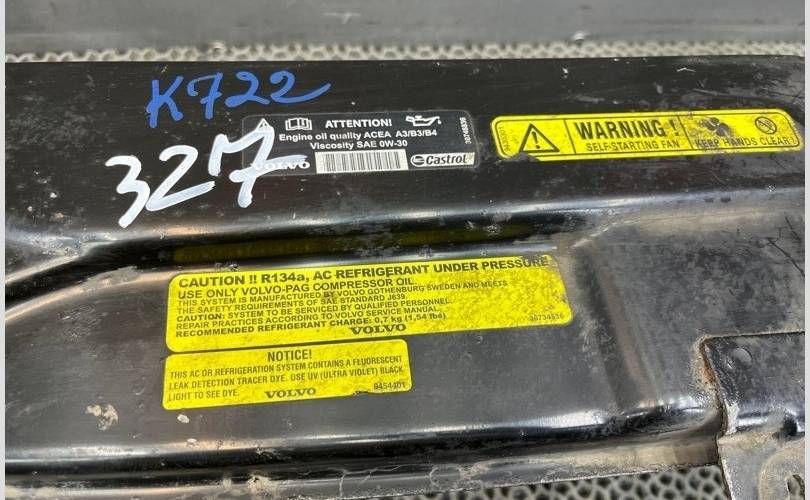 K722
327
ATTENTION!
Engine oil quality ACEA A3/B3/B4
Viscosity SAE 0W-30
VOLVO
Castrol
WARNING !
SELF-STARTING FAN
KEEP HANDS CLEAR!
CAUTION !! R134a, AC-REFRIGERANT UNDER PRESSURE
USE ONLY VOLVO-PAG COMPRESSOR OIL.
THIS SYSTEM IS MANUFACTURED BY VOLVO GOTHENBURG SWEDEN AND MEETS
THE SAFETY REQUIREMENTS OF SAE STANDARD J639.
CAUTION: SYSTEM TO BE SERVICED BY QUALIFIED PERSONNEL.
REPAIR PRACTICES ACCORDING TO VOLVO SERVICE MANUAL.
RECOMMENDED REFRIGERANT CHARGE: 0,7 kg (1,54 lbs)
VOLVO
NOTICE!
THIS AC OR REFRIGERATION SYSTEM CONTAINS A FLUORESCENT
LEAK DETECTION TRACER DYE. USE UV (ULTRA VIOLET) BLACK
LIGHT TO SEE DYE.
VOLVO
9454401